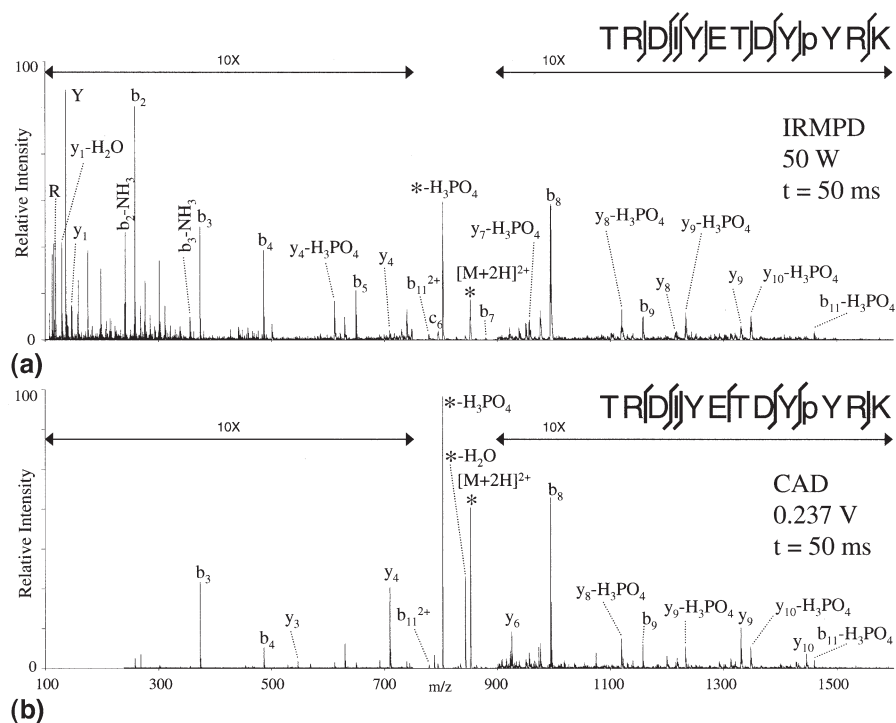 TRDIYETDYpYRK
10X 10X
100
Relative Intensity
0
Y
b2
y1-H2O
R
y1
b2-NH3
b3-NH3
b3
b4
y4-H3PO4
b5
y4
b11 2+
c6
*-H3PO4
[M+2H]2+
*
b7
y7-H3PO4
b8
y8-H3PO4
b9
y8
y9-H3PO4
y9
y10-H3PO4
b11-H3PO4
IRMPD
50 W
t = 50 ms
(a)
TRDIYETDYpYRK
10X 10X
100
Relative Intensity
0
b3
b4
y3
y4
b11 2+
*-H3PO4
*-H2O
[M+2H]2+
*
y6
b8
y8-H3PO4
b9
y9-H3PO4
y9
y10-H3PO4
y10
b11-H3PO4
CAD
0.237 V
t = 50 ms
100 300 500 700 m/z 900 1100 1300 1500
(b)